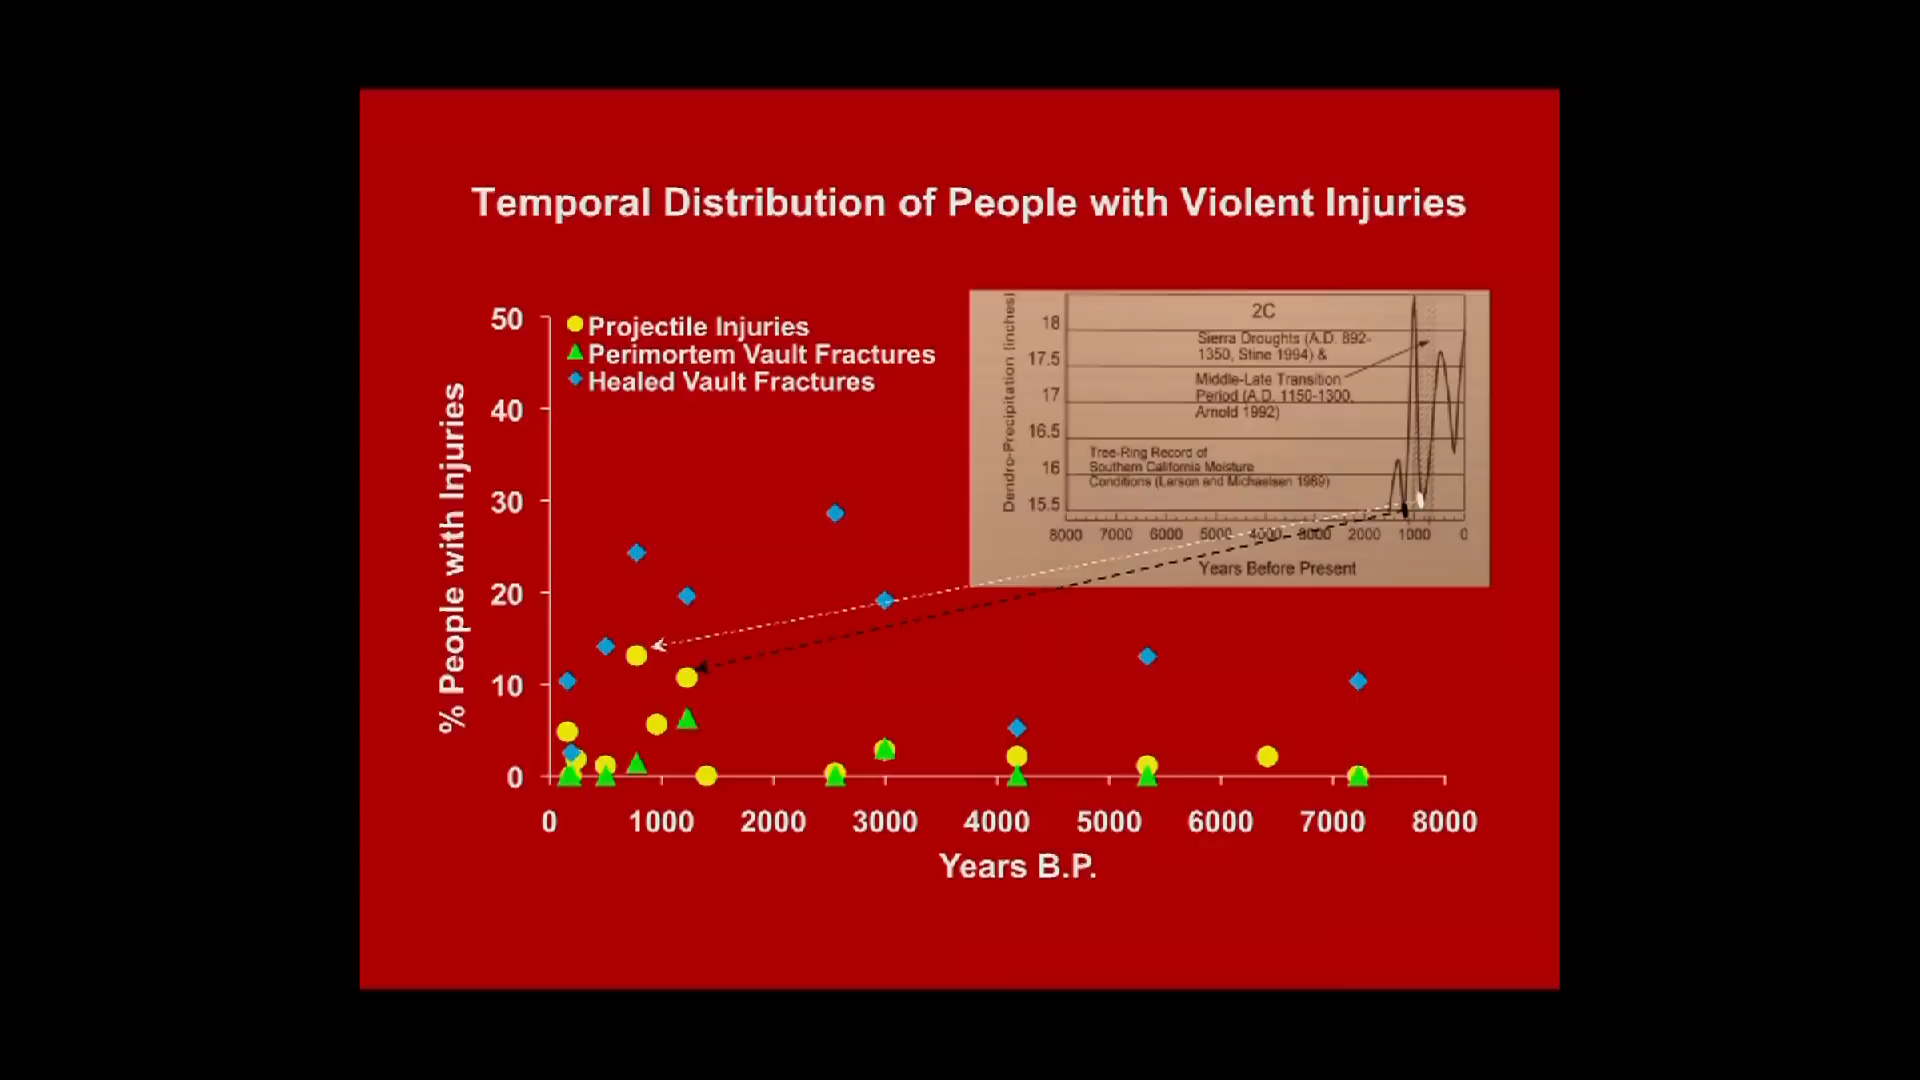 Temporal Distribution of People with Violent Injuries
% People with Injuries
50
40
30
20
10
0
Projectile Injuries
Perimortem Vault Fractures
Healed Vault Fractures
0 1000 2000 3000 4000 5000 6000 7000 8000
Years B.P.
2C
Dendro-Precipitation (inches)
18
17.5
17
16.5
16
15.5
Sierra Droughts (A.D. 892-
1350, Stine 1994) &
Middle-Late Transition
Period (A.D. 1150-1300,
Arnold 1992)
Tree-Ring Record of
Southern California Moisture
Conditions (Larson and Michaelsen 1989)
8000 7000 6000 5000 4000 3000 2000 1000 0
Years Before Present